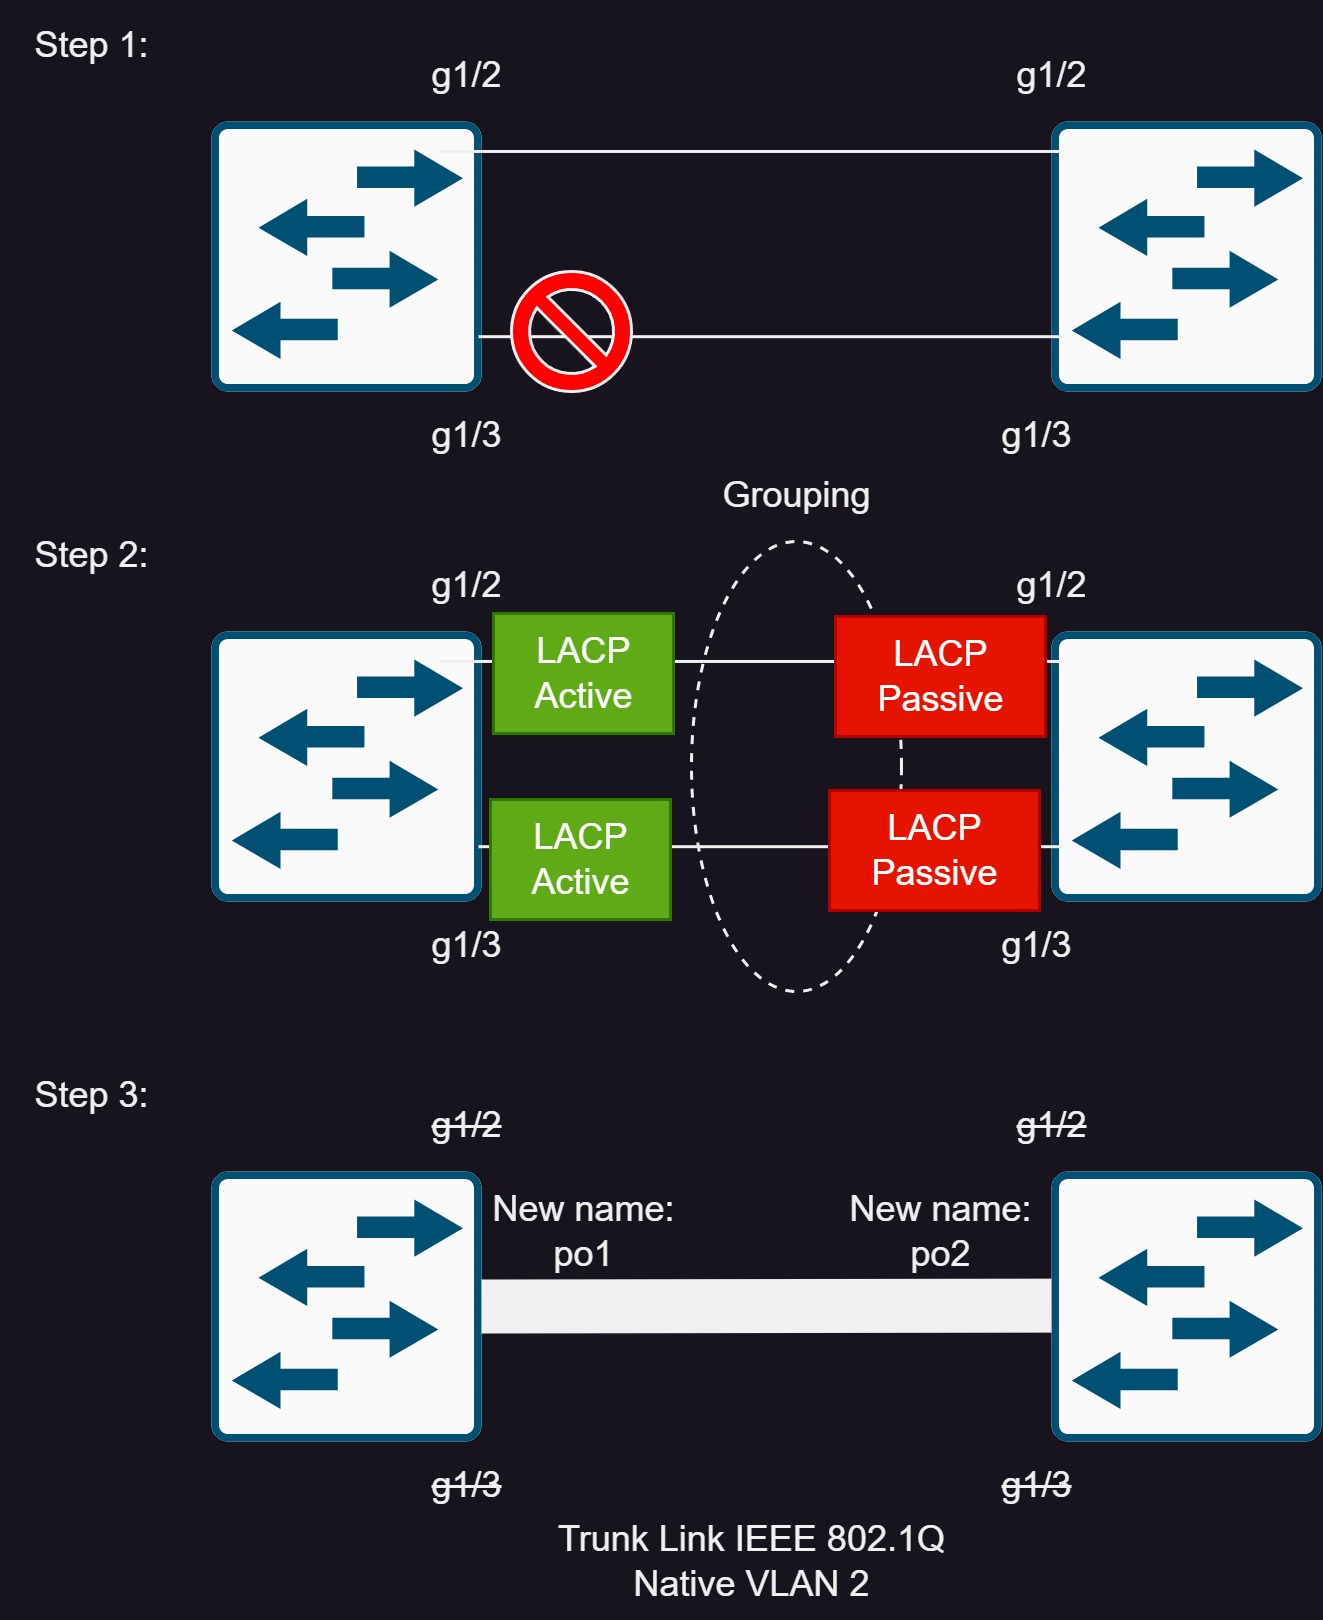 Step 1:
g1/2
g1/2
g1/3
g1/3
Grouping
Step 2:
g1/2
g1/2
LACP
Active
LACP
Passive
LACP
Active
LACP
Passive
g1/3
g1/3
Step 3:
g1/2
g1/2
New name:
po1
New name:
po2
g1/3
g1/3
Trunk Link IEEE 802.1Q
Native VLAN 2